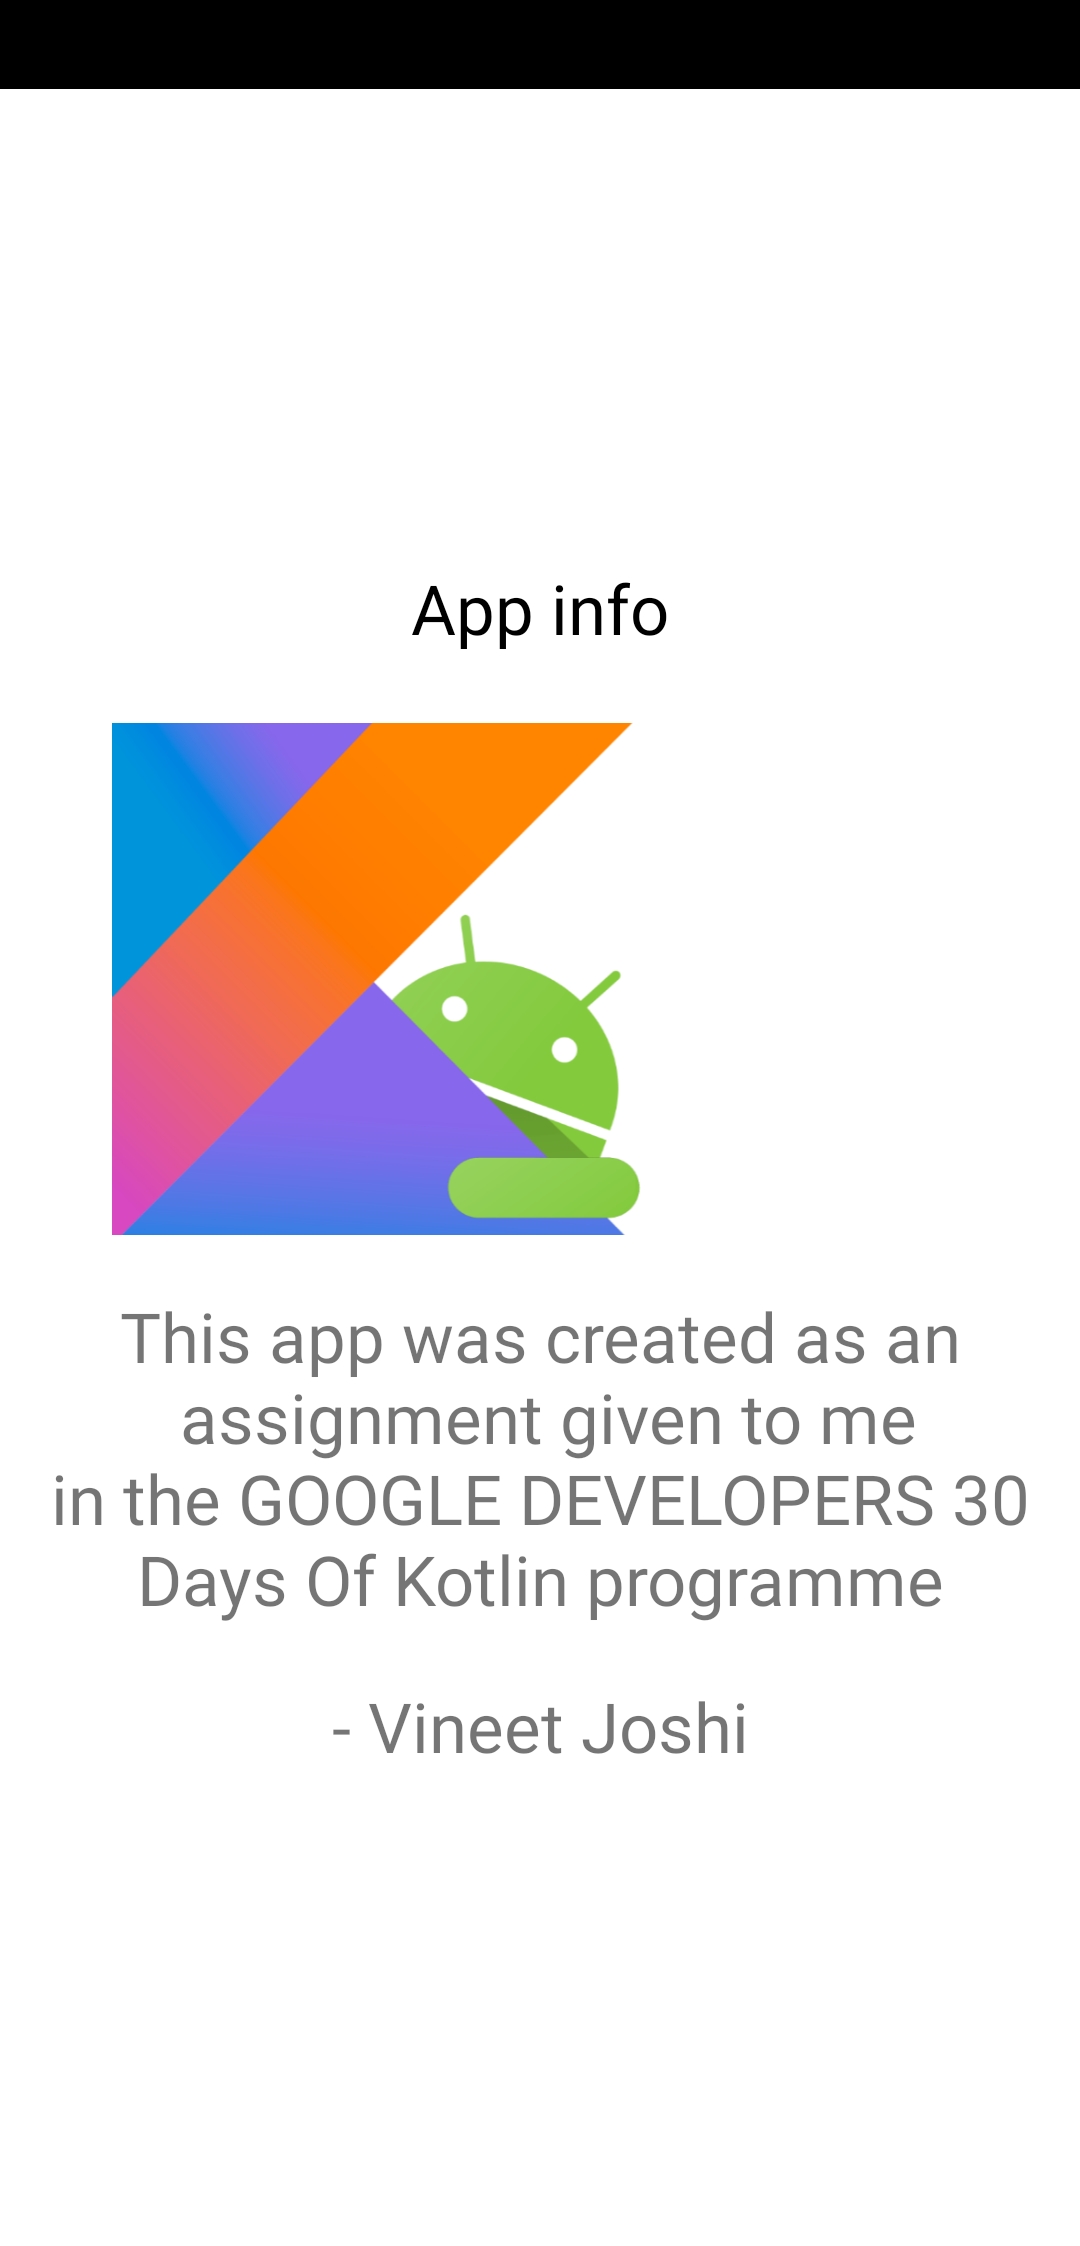 App info
This app was created as an
assignment given to me
in the GOOGLE DEVELOPERS 30
Days Of Kotlin programme
- Vineet Joshi